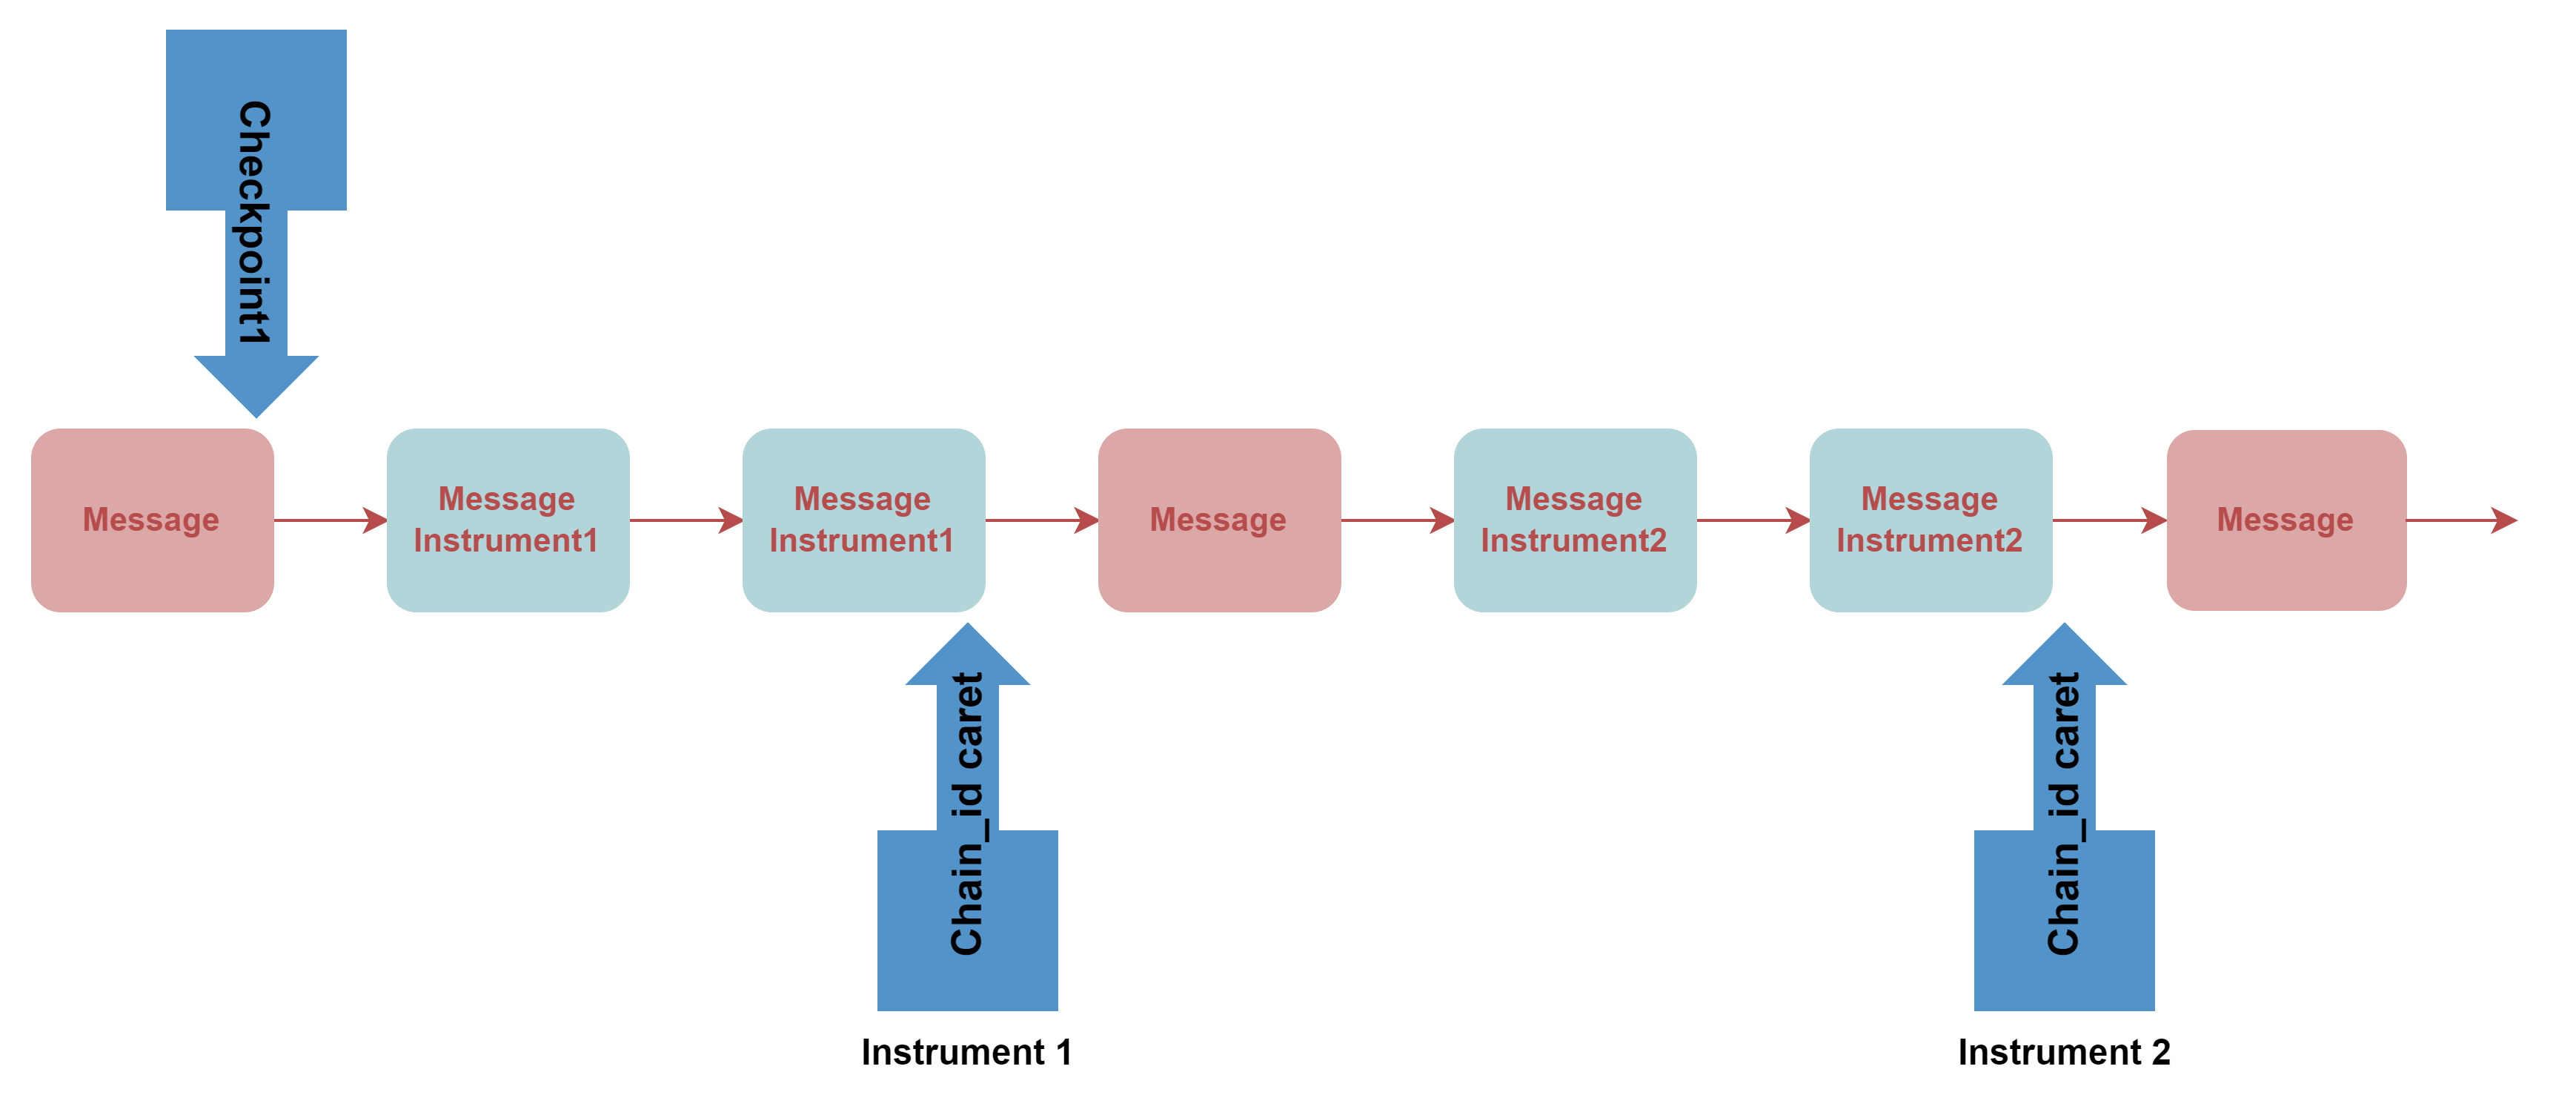 Checkpoint1
Message
Message
Instrument1
Message
Instrument1
Message
Message
Instrument2
Message
Instrument2
Message
Chain_id caret
Instrument 1
Chain_id caret
Instrument 2